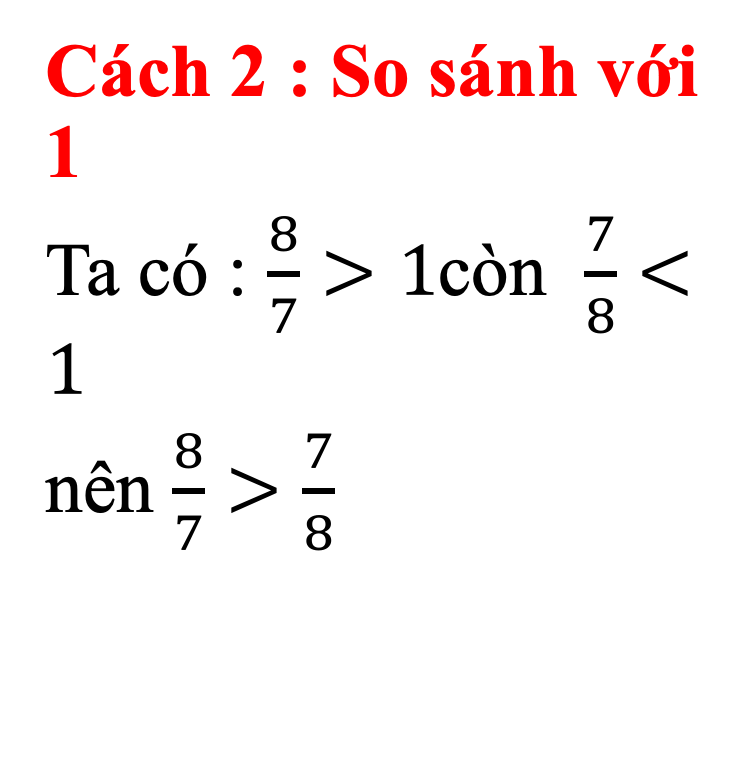 Cách 2 : So sánh với
1
Ta có : 8/7 > 1còn 7/8 <
1
nên 8/7 > 7/8